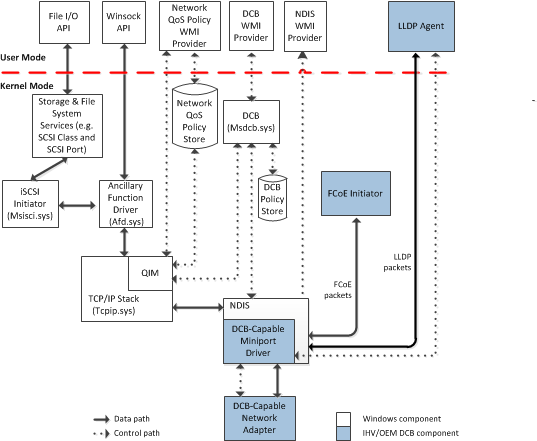 File I/O
API
Winsock
API
Network
QoS Policy
WMI
Provider
DCB
WMI
Provider
NDIS
WMI
Provider
LLDP Agent
User Mode
Kernel Mode
Storage & File
System
Services (e.g.
SCSI Class and
SCSI Port)
Network
QoS
Policy
Store
DCB
(Msdcb.sys)
iSCSI
Initiator
(Msisci.sys)
Ancillary
Function
Driver
(Afd.sys)
DCB
Policy
Store
FCoE Initiator
QIM
TCP/IP Stack
(Tcpip.sys)
LLDP
packets
FCoE
packets
NDIS
DCB-Capable
Miniport
Driver
DCB-Capable
Network
Adapter
Data path
Control path
Windows component
IHV/OEM DCB component